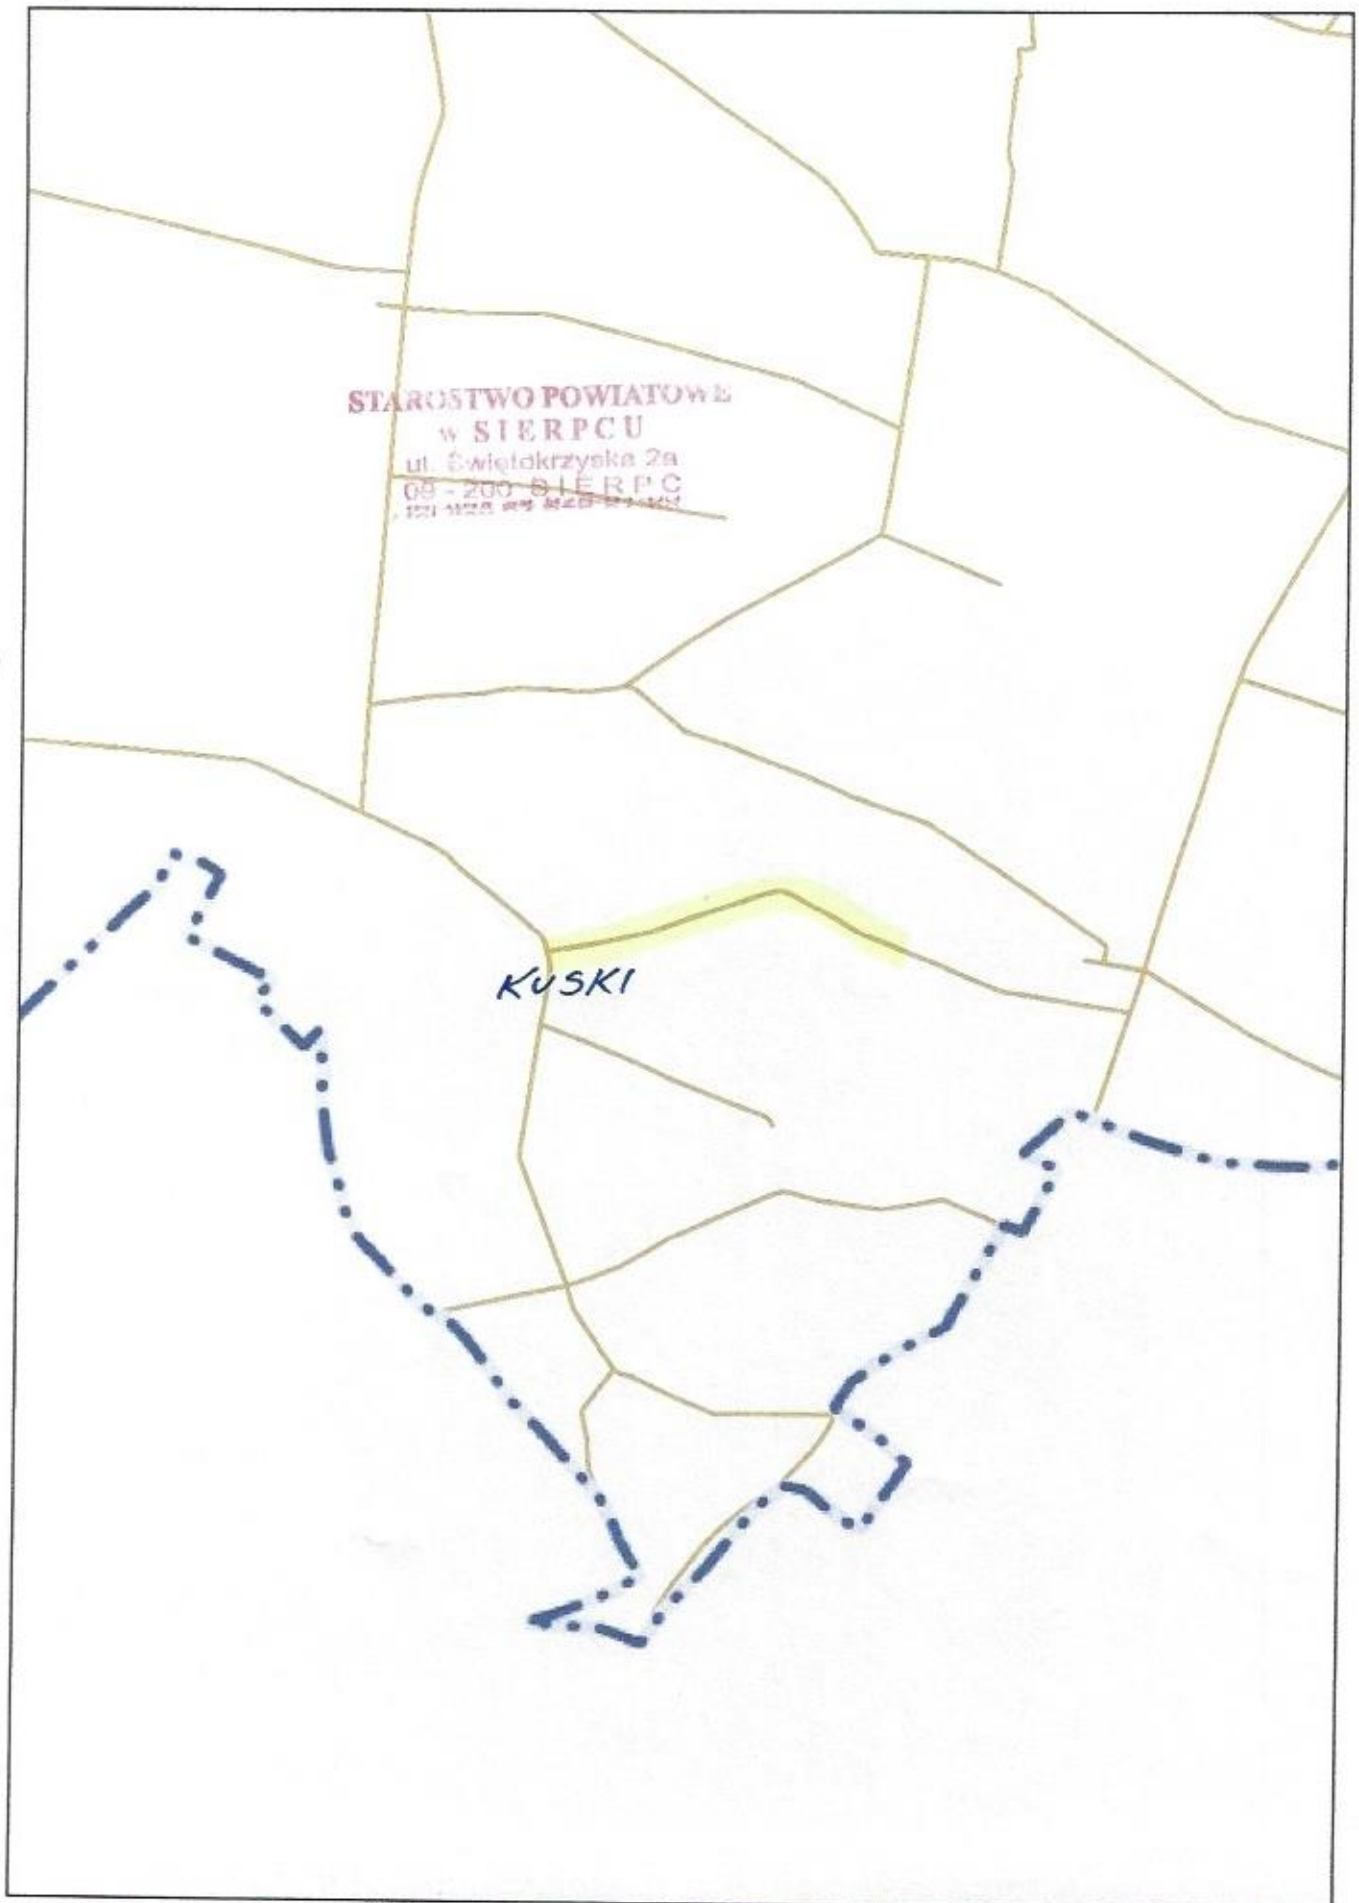 STAROSTWO POWIATOWE
w SIERPCU
ul. Świętokrzyska 2a
09 - 200 SIERPC
KUSKI